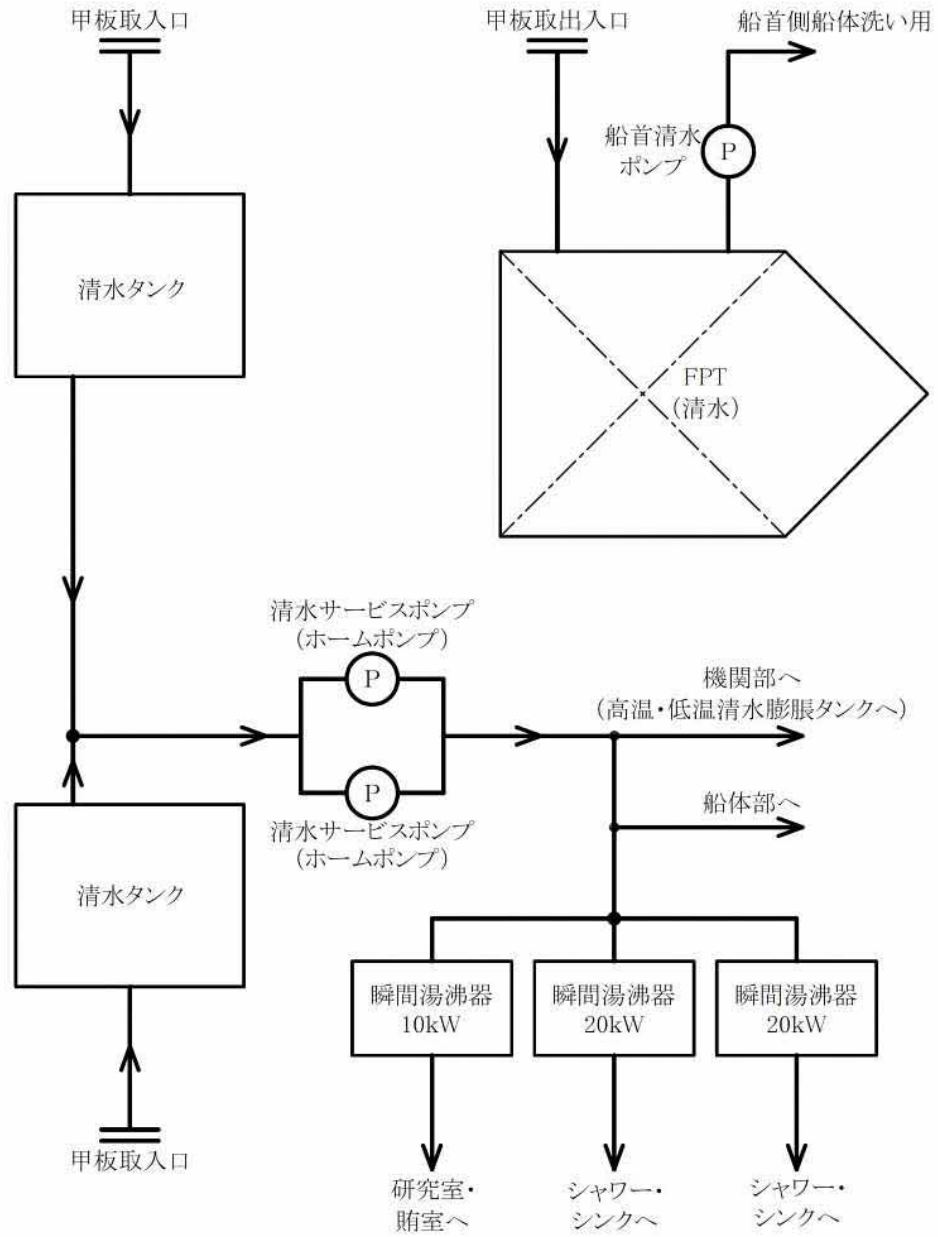 甲板取入口
甲板取出入口
船首側船体洗い用
船首清水
ポンプ
P
清水タンク
FPT
(清水)
清水サービスポンプ
(ホームポンプ)
P
機関部へ
(高温・低温清水膨脹タンクへ)
P
船体部へ
清水サービスポンプ
(ホームポンプ)
清水タンク
瞬間湯沸器
10kW
瞬間湯沸器
20kW
瞬間湯沸器
20kW
甲板取入口
研究室・
賄室へ
シャワー・
シンクへ
シャワー・
シンクへ